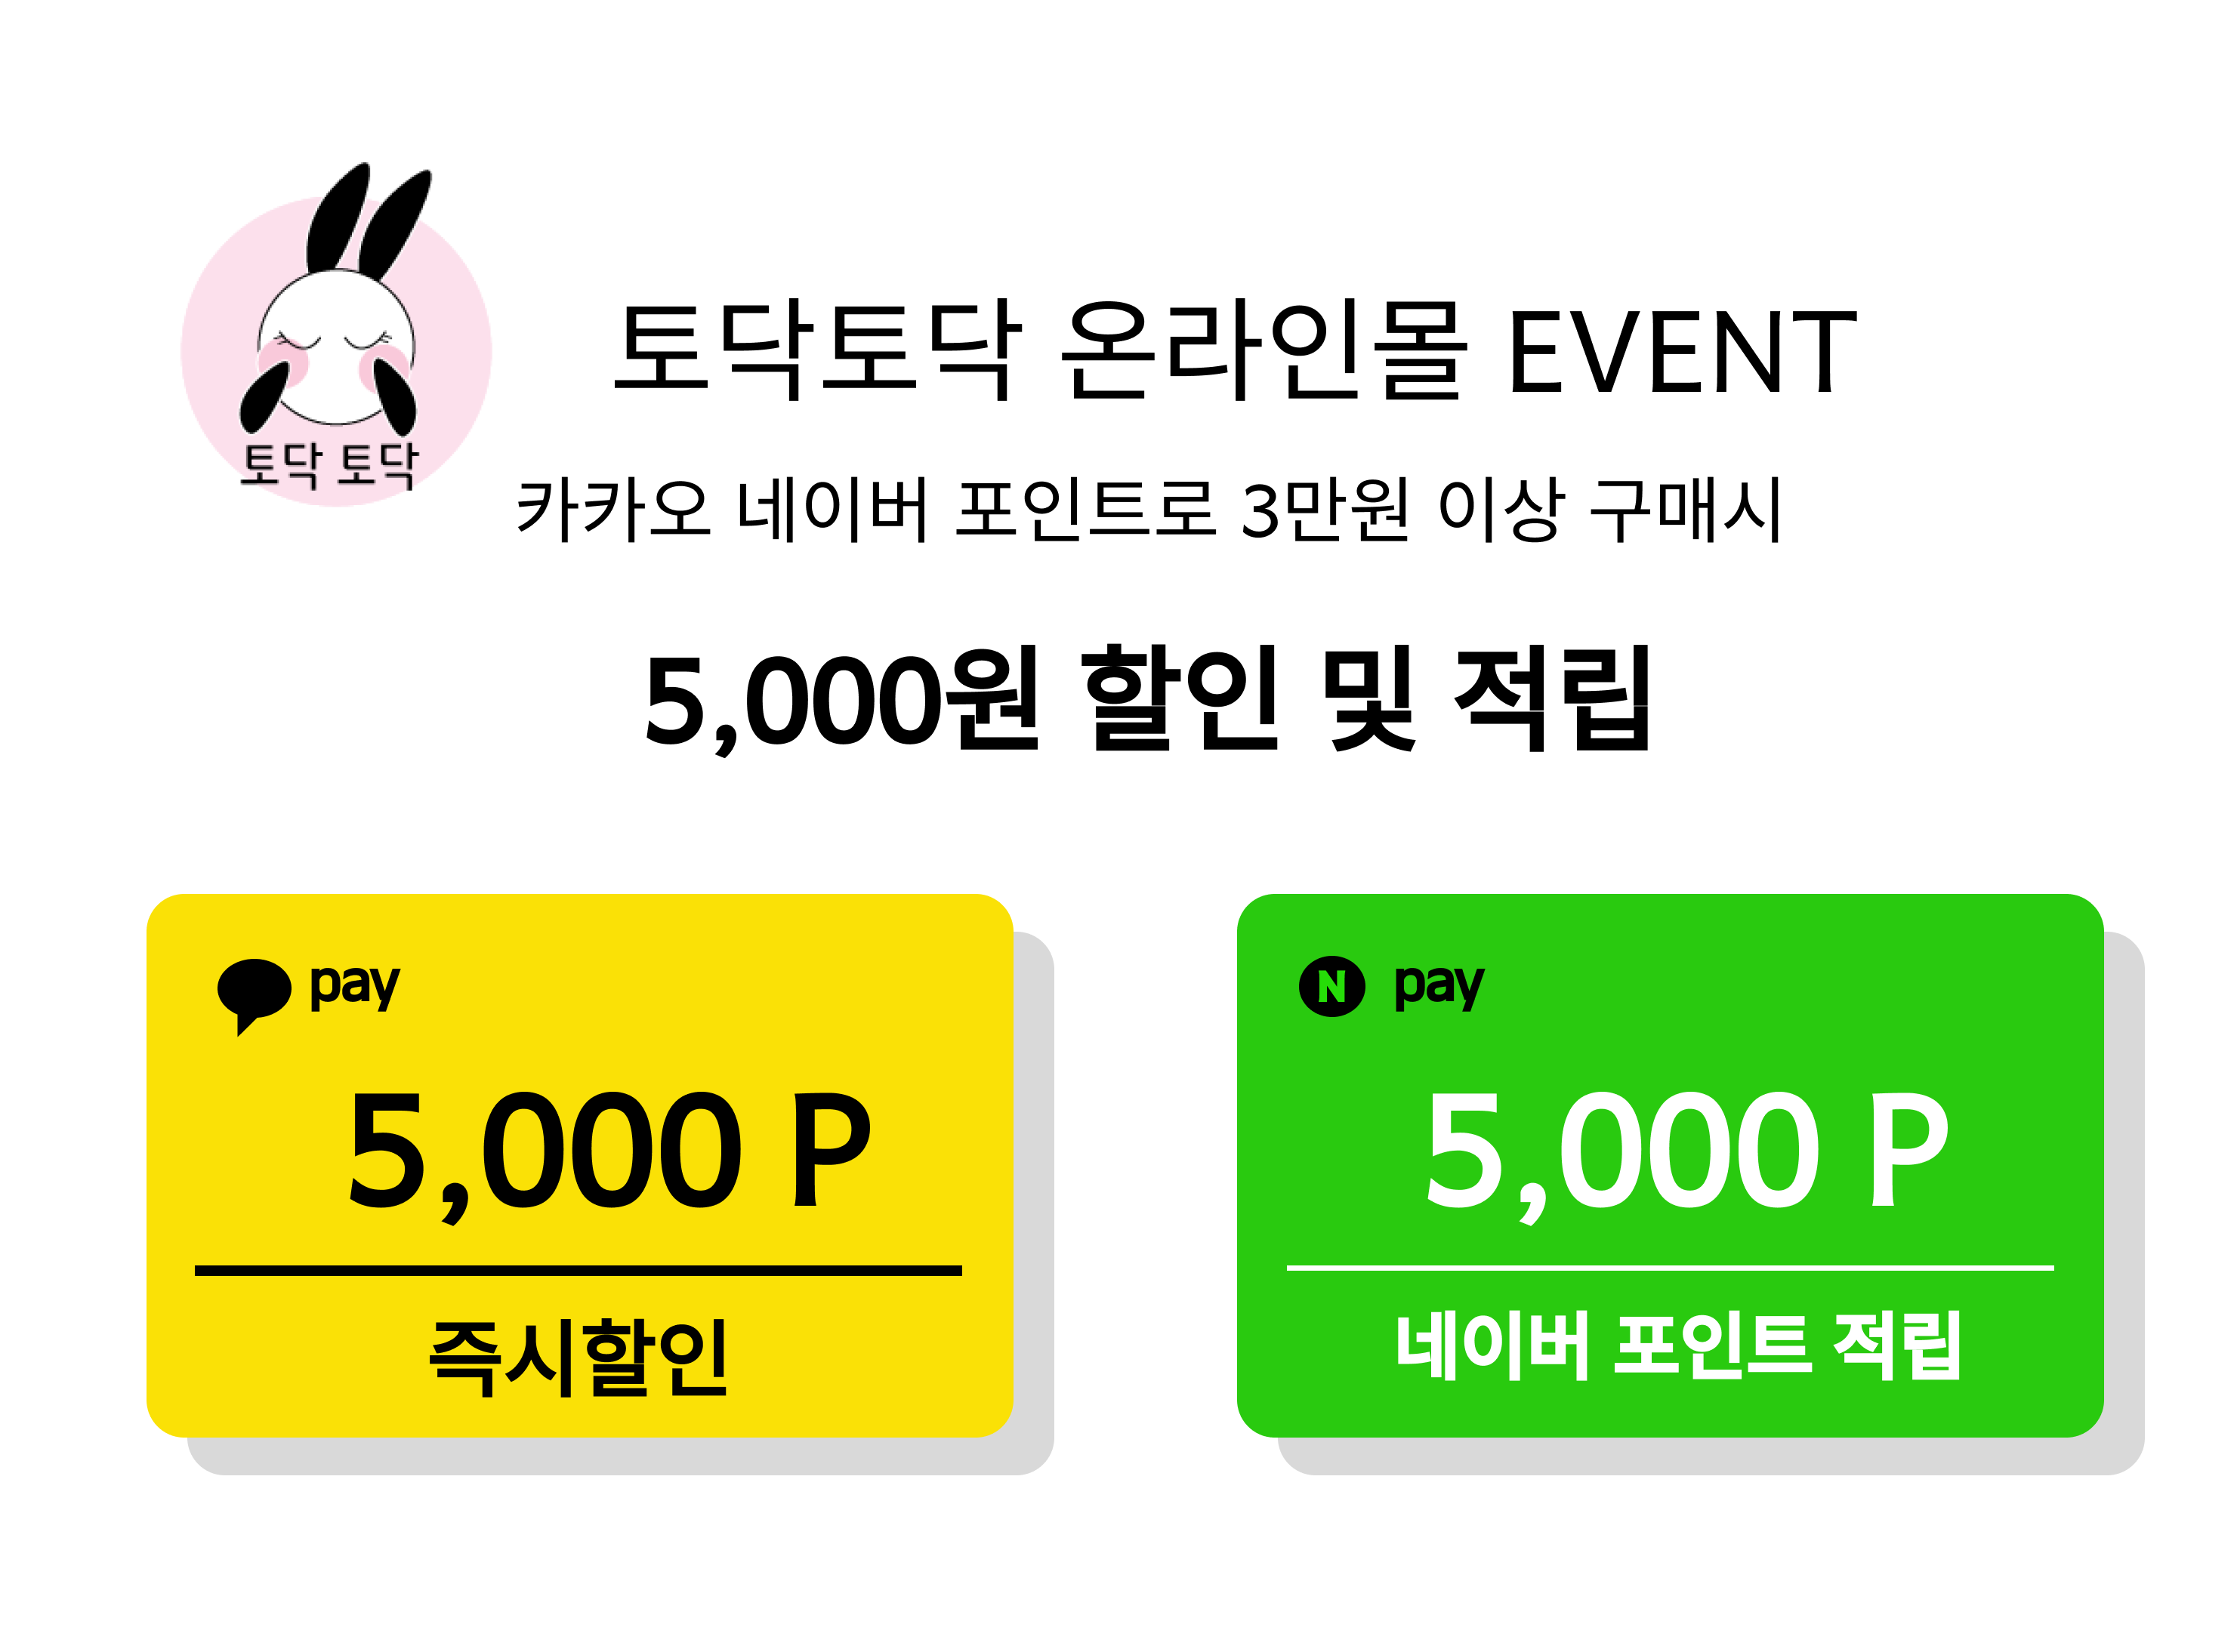 토닥 토닥
토닥토닥 온라인몰 EVENT
카카오 네이버 포인트로 3만원 이상 구매시
5,000원 할인 및 적립
pay
5,000 P
즉시할인
N pay
5,000 P
네이버 포인트 적립